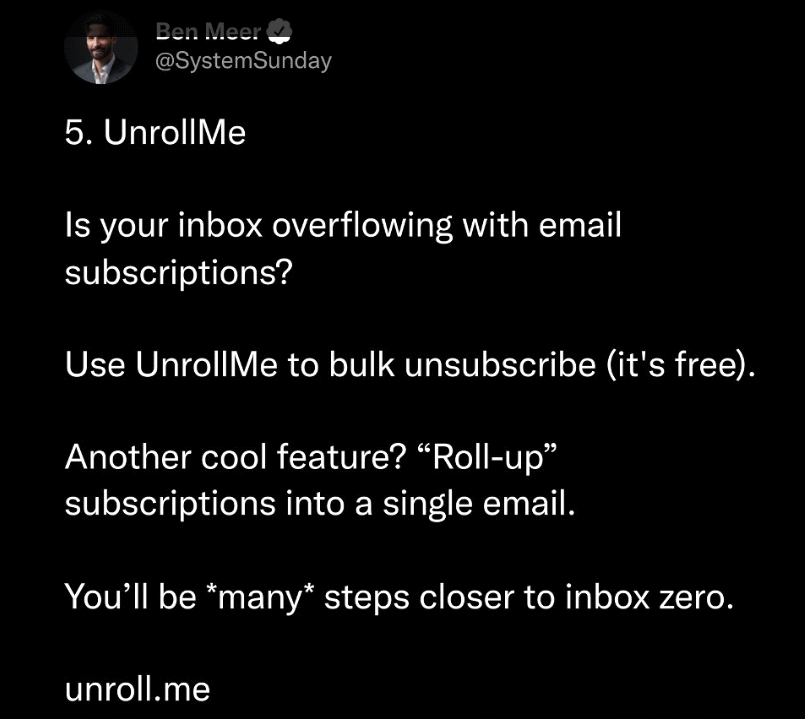 Ben Meer
@SystemSunday
5. UnrollMe
Is your inbox overflowing with email
subscriptions?
Use UnrollMe to bulk unsubscribe (it's free).
Another cool feature? “Roll-up”
subscriptions into a single email.
You’ll be *many* steps closer to inbox zero.
unroll.me